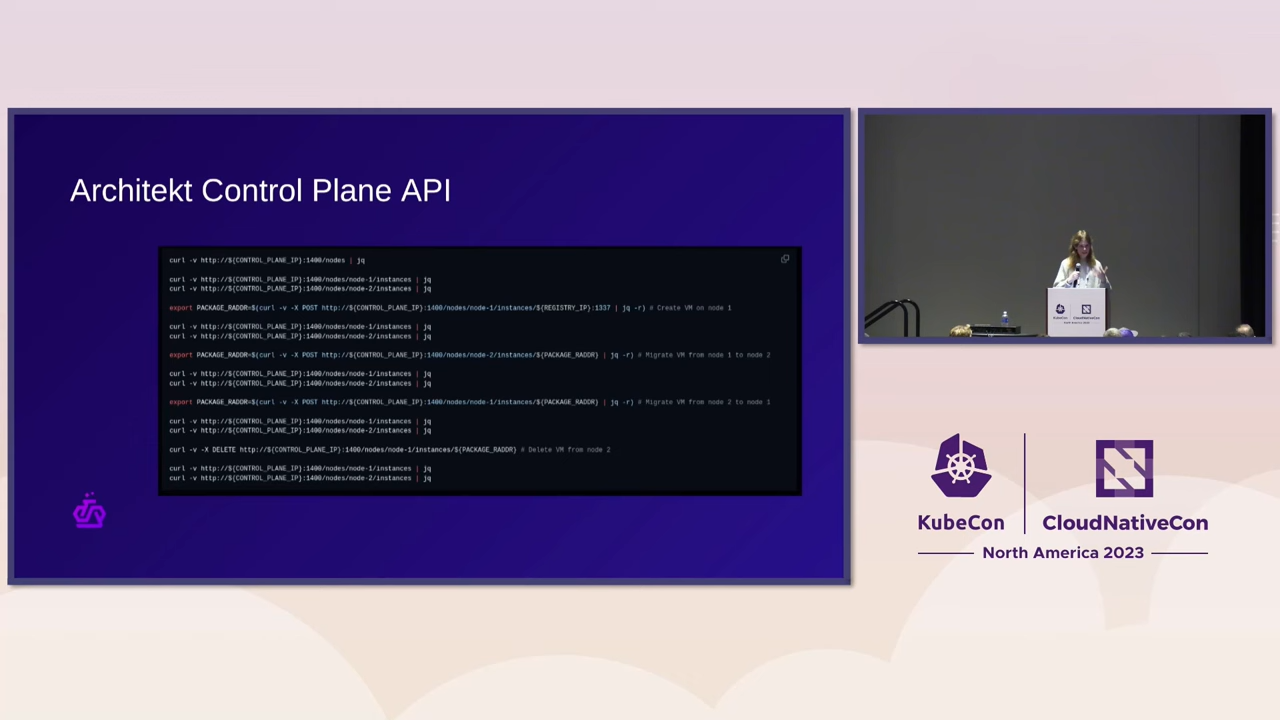 Architekt Control Plane API
curl -v http://${CONTROL_PLANE_IP}:1400/nodes | jq
curl -v http://${CONTROL_PLANE_IP}:1400/nodes/node-1/instances | jq
curl -v http://${CONTROL_PLANE_IP}:1400/nodes/node-2/instances | jq
export PACKAGE_RADDR=$(curl -v -X POST http://${CONTROL_PLANE_IP}:1400/nodes/node-1/instances/${REGISTRY_IP}:1337 | jq -r) # Create VM on node 1
curl -v http://${CONTROL_PLANE_IP}:1400/nodes/node-1/instances | jq
curl -v http://${CONTROL_PLANE_IP}:1400/nodes/node-2/instances | jq
export PACKAGE_RADDR=$(curl -v -X POST http://${CONTROL_PLANE_IP}:1400/nodes/node-2/instances/${PACKAGE_RADDR} | jq -r) # Migrate VM from node 1 to node 2
curl -v http://${CONTROL_PLANE_IP}:1400/nodes/node-1/instances | jq
curl -v http://${CONTROL_PLANE_IP}:1400/nodes/node-2/instances | jq
export PACKAGE_RADDR=$(curl -v -X POST http://${CONTROL_PLANE_IP}:1400/nodes/node-1/instances/${PACKAGE_RADDR} | jq -r) # Migrate VM from node 2 to node 1
curl -v http://${CONTROL_PLANE_IP}:1400/nodes/node-1/instances | jq
curl -v http://${CONTROL_PLANE_IP}:1400/nodes/node-2/instances | jq
curl -v -X DELETE http://${CONTROL_PLANE_IP}:1400/nodes/node-1/instances/${PACKAGE_RADDR} # Delete VM from node 2
curl -v http://${CONTROL_PLANE_IP}:1400/nodes/node-1/instances | jq
curl -v http://${CONTROL_PLANE_IP}:1400/nodes/node-2/instances | jq
KubeCon CloudNativeCon
North America 2023
KubeCon CloudNativeCon
North America 2023